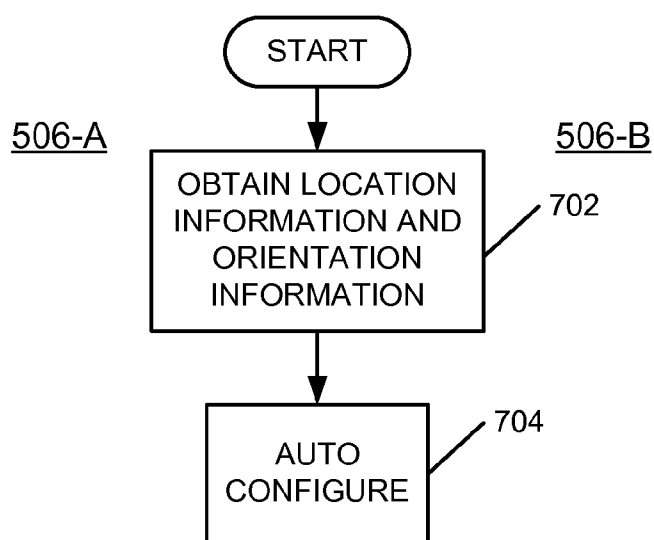 START
506-A
506-B
OBTAIN LOCATION
INFORMATION AND
ORIENTATION
INFORMATION
702
AUTO
CONFIGURE
704